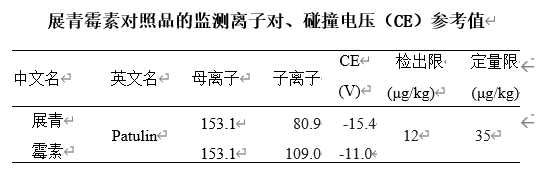 展青霉素对照品的监测离子对、碰撞电压（CE）参考值
中文名 英文名 母离子 子离子 CE (V) 检出限 (μg/kg) 定量限 (μg/kg)
展青霉素 Patulin 153.1 80.9 -15.4 12 35
153.1 109.0 -11.0